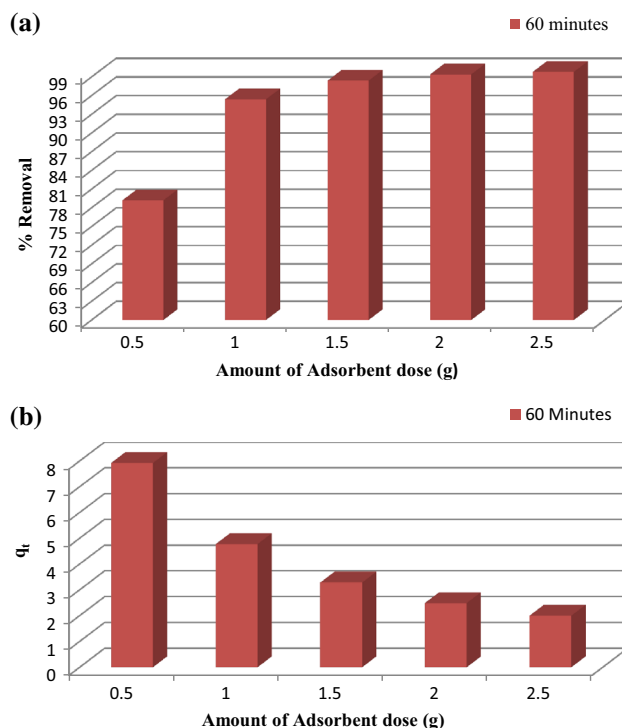 (a)
60 minutes
99
96
93
90
87
84
81
78
75
72
69
66
63
60
% Removal
0.5 1 1.5 2 2.5
Amount of Adsorbent dose (g)
(b)
60 Minutes
8
7
6
5
4
3
2
1
0
qt
0.5 1 1.5 2 2.5
Amount of Adsorbent dose (g)